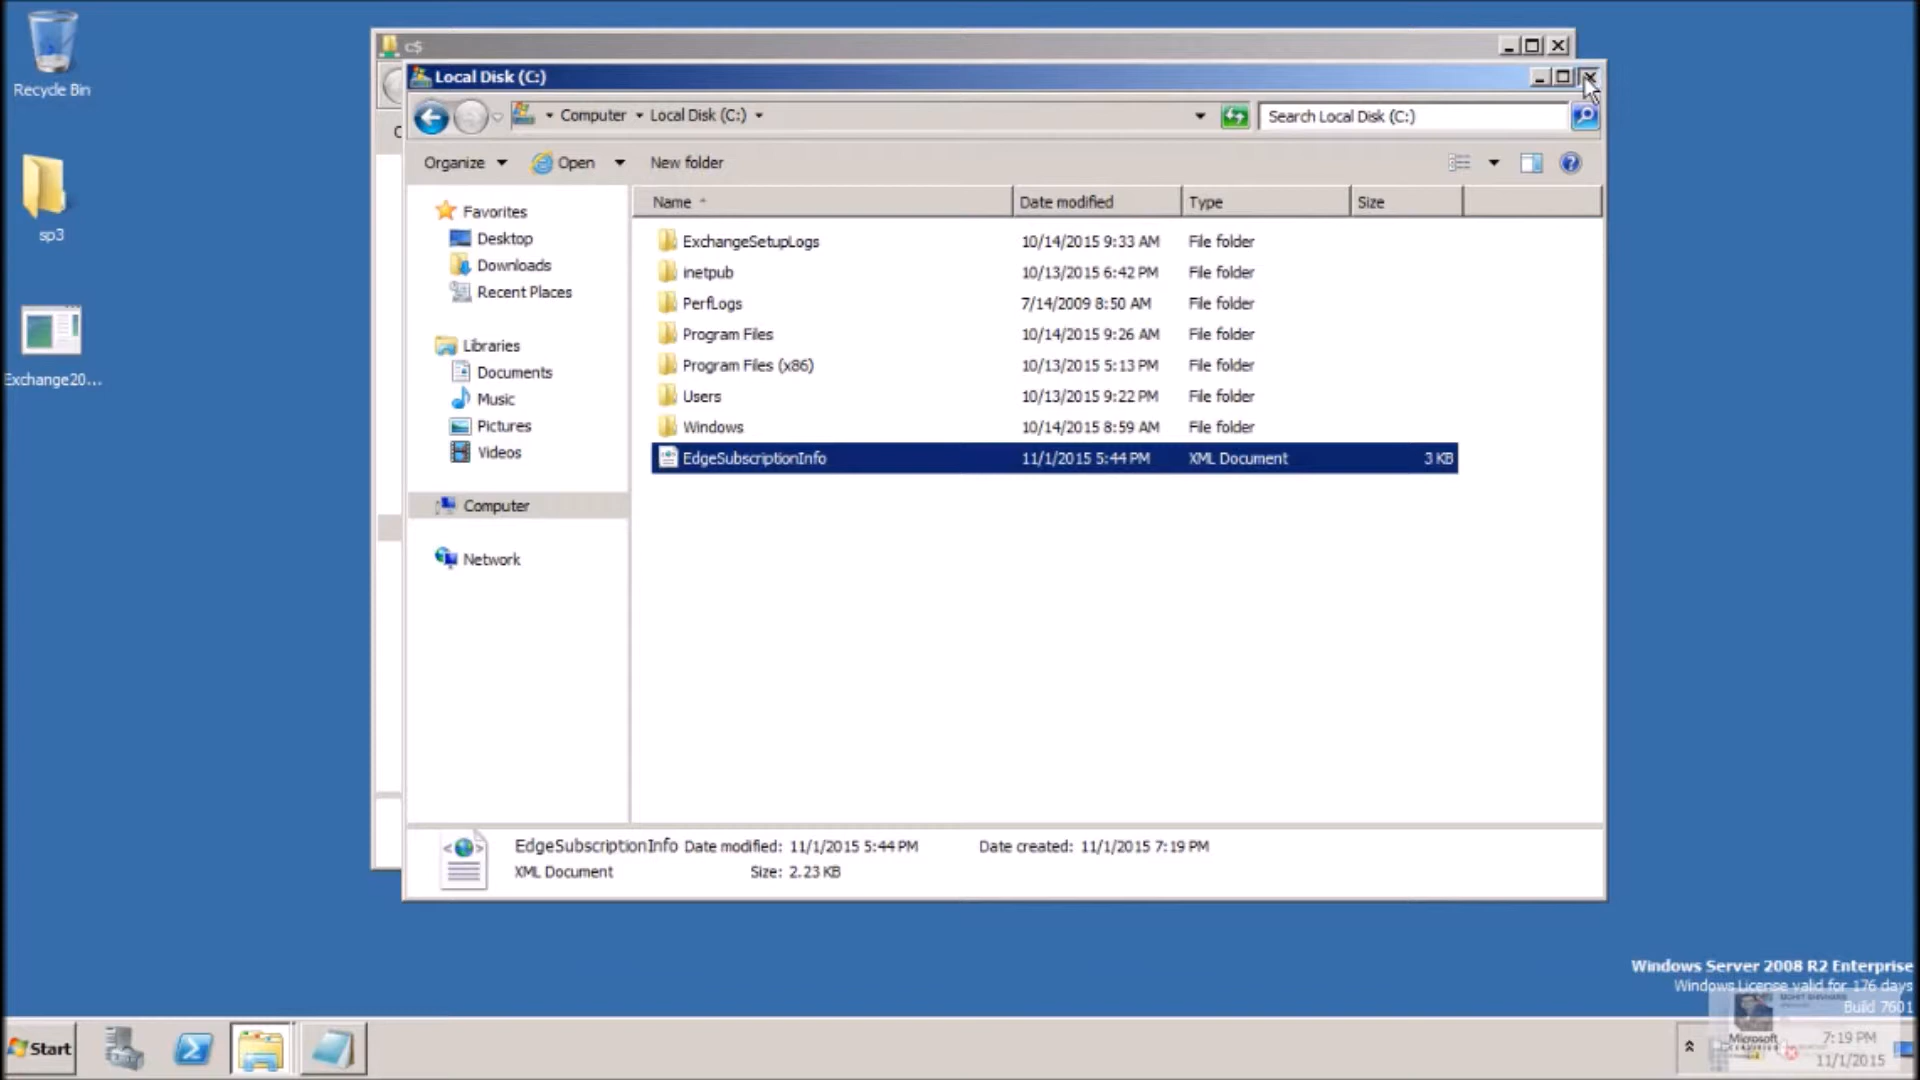 Recycle Bin
sp3
Exchange20...
c$
Local Disk (C:)
Computer
Local Disk (C:)
Search Local Disk (C:)
Organize
Open
New folder
Favorites
Desktop
Downloads
Recent Places
Libraries
Documents
Music
Pictures
Videos
Computer
Network
Name
Date modified
Type
Size
ExchangeSetupLogs 10/14/2015 9:33 AM File folder
inetpub 10/13/2015 6:42 PM File folder
PerfLogs 7/14/2009 8:50 AM File folder
Program Files 10/14/2015 9:26 AM File folder
Program Files (x86) 10/13/2015 5:13 PM File folder
Users 10/13/2015 9:22 PM File folder
Windows 10/14/2015 8:59 AM File folder
EdgeSubscriptionInfo 11/1/2015 5:44 PM XML Document 3 KB
EdgeSubscriptionInfo Date modified: 11/1/2015 5:44 PM Date created: 11/1/2015 7:19 PM
XML Document Size: 2.23 KB
Windows Server 2008 R2 Enterprise
Windows License valid for 176 days
Build 7601
Start
Microsoft
7:19 PM
11/1/2015